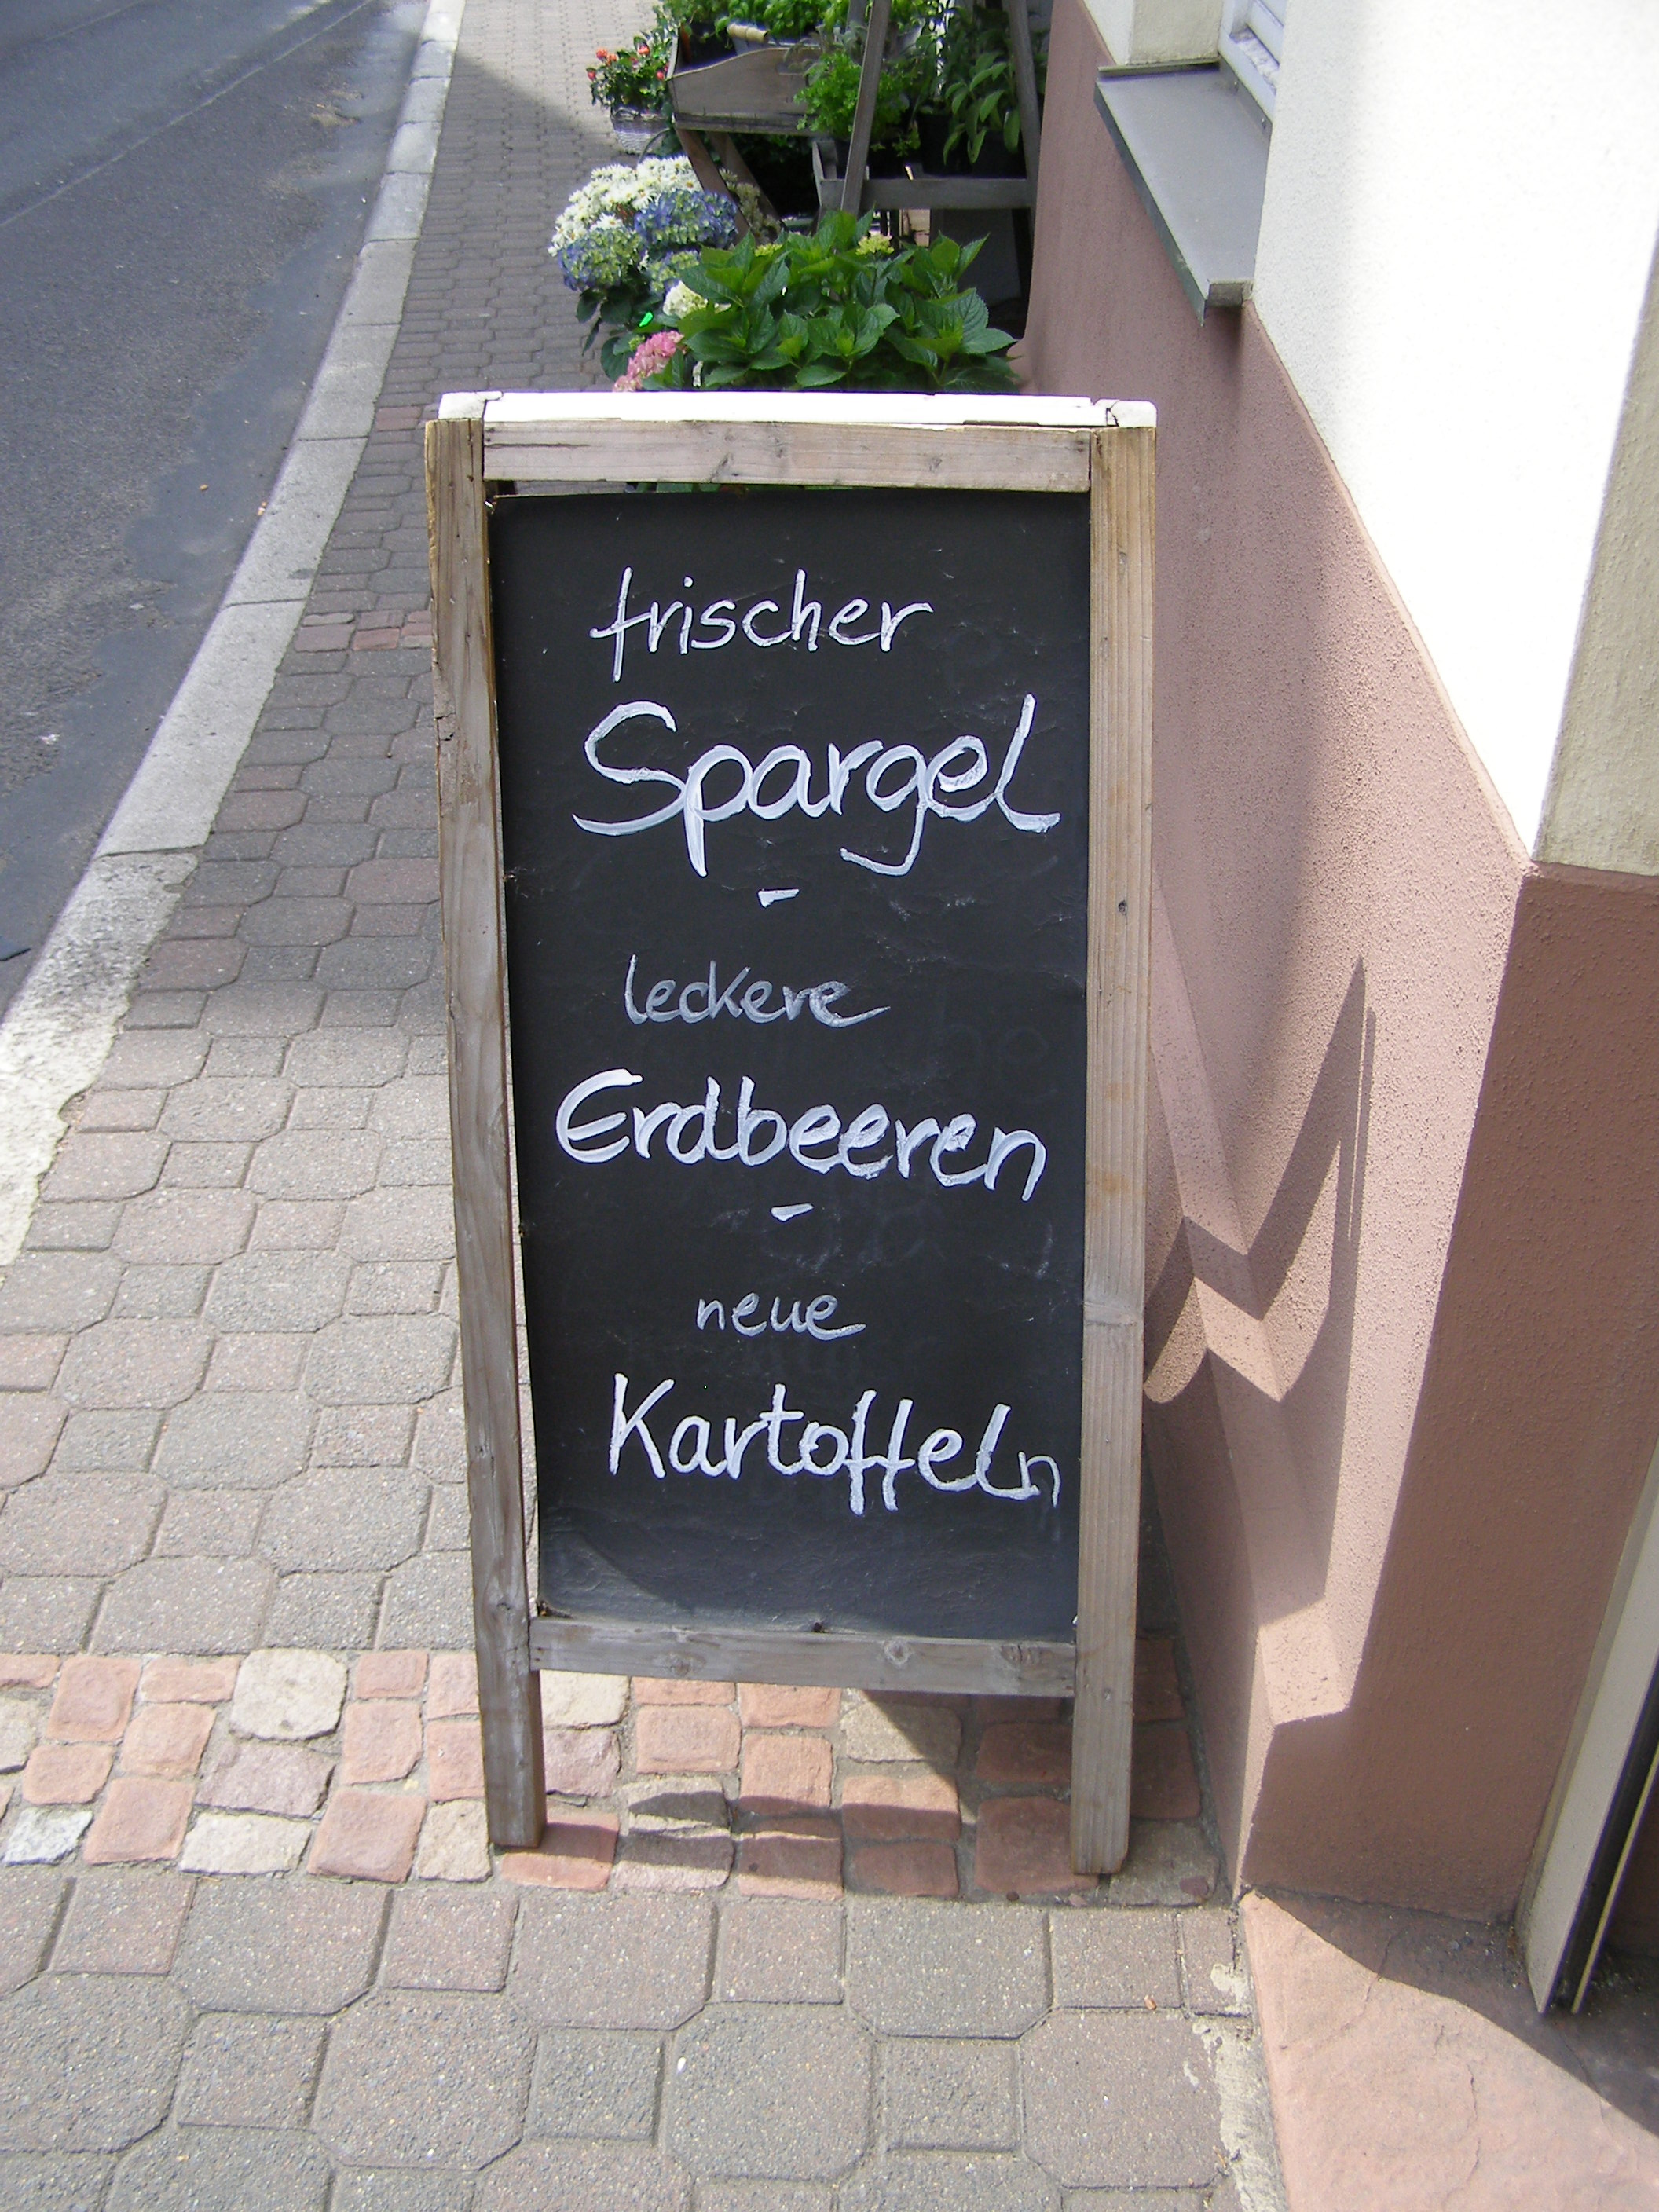 frischer
Spargel
-
leckere
Erdbeeren
-
neue
Kartoffeln